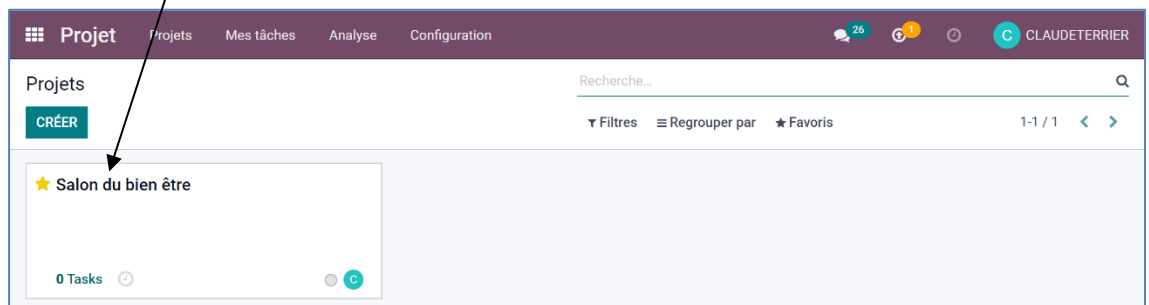 Projet Projets Mes tâches Analyse Configuration 26 1 C CLAUDETERRIER
Projets Recherche...
CRÉER Filtres Regrouper par Favoris 1-1 / 1
Salon du bien être
0 Tasks C